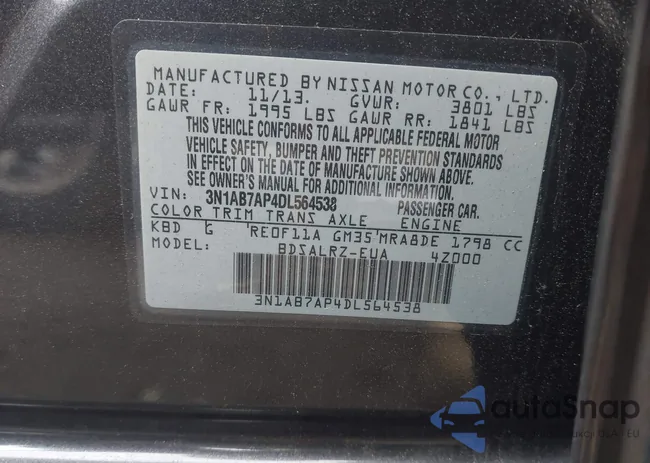 MANUFACTURED BY NISSAN MOTOR CO., LTD.
DATE: 11/13. GVWR: 3801 LBS
GAWR FR: 1995 LBS GAWR RR: 1841 LBS
THIS VEHICLE CONFORMS TO ALL APPLICABLE FEDERAL MOTOR
VEHICLE SAFETY, BUMPER AND THEFT PREVENTION STANDARDS
IN EFFECT ON THE DATE OF MANUFACTURE SHOWN ABOVE.
SEE OWNER'S MANUAL FOR ADDITIONAL INFORMATION.
VIN: 3N1AB7AP4DL564538 PASSENGER CAR.
COLOR TRIM TRANS AXLE ENGINE
KBD G RE0F11A GM35 MRA8DE 1798 CC
MODEL: BDSALRZ-EUA 4Z000
3N1AB7AP4DL564538
autoSnap